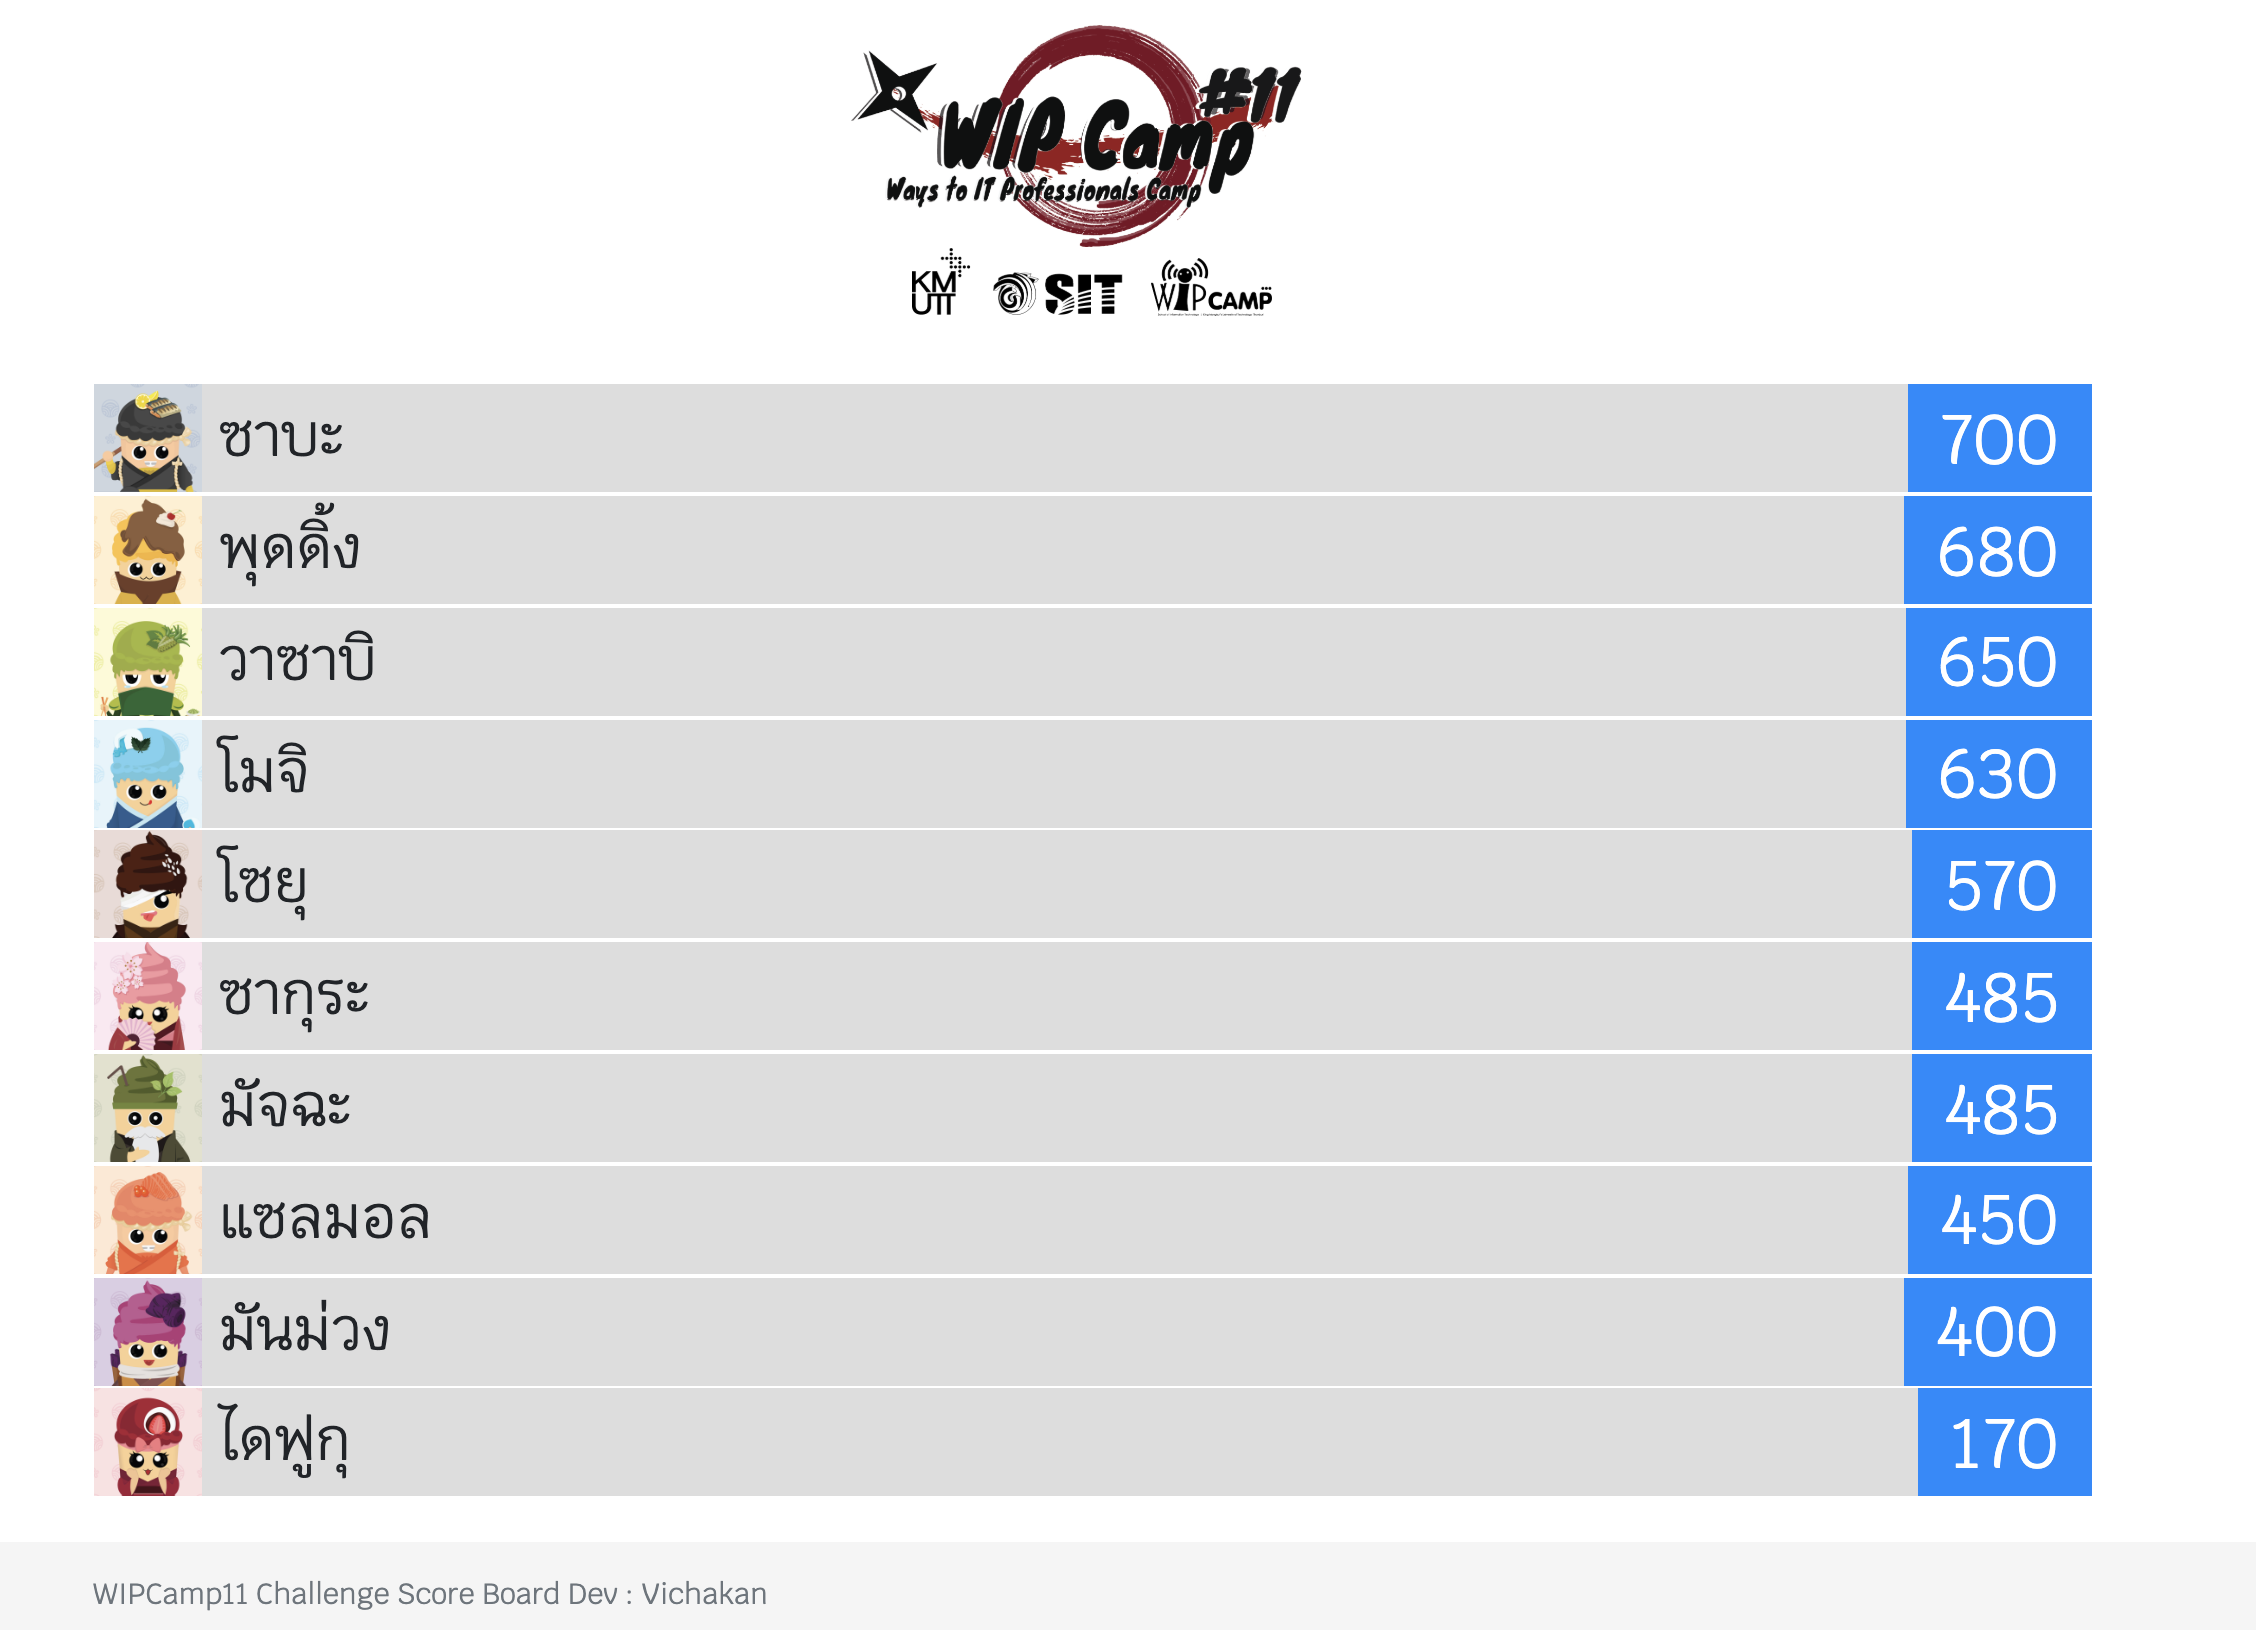 #11
WIP Camp
Ways to IT Professionals Camp
KM
UTT
SIT
WIPCAMP
ซาบะ 700
พุดดิ้ง 680
วาซาบิ 650
โมจิ 630
โซยุ 570
ซากุระ 485
มัจฉะ 485
แซลมอล 450
มันม่วง 400
ไดฟูกุ 170
WIPCamp11 Challenge Score Board Dev : Vichakan